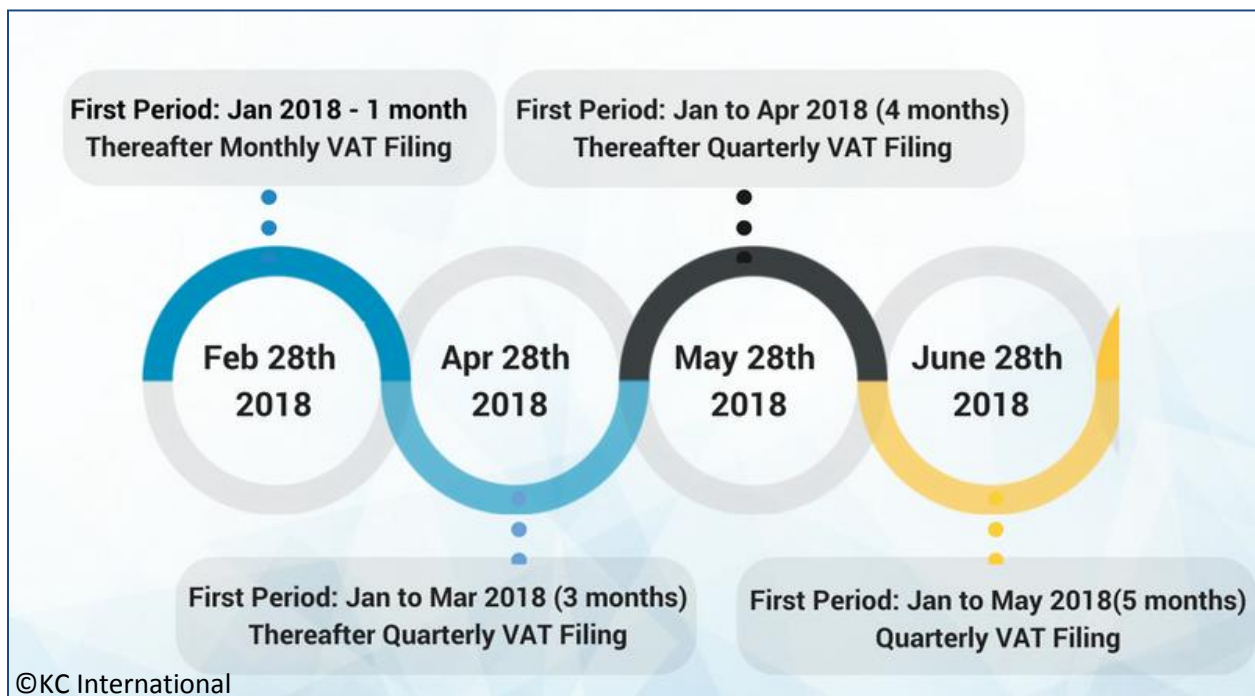 First Period: Jan 2018 - 1 month
Thereafter Monthly VAT Filing
First Period: Jan to Apr 2018 (4 months)
Thereafter Quarterly VAT Filing
Feb 28th
2018
Apr 28th
2018
May 28th
2018
June 28th
2018
First Period: Jan to Mar 2018 (3 months)
Thereafter Quarterly VAT Filing
First Period: Jan to May 2018(5 months)
Quarterly VAT Filing
©KC International